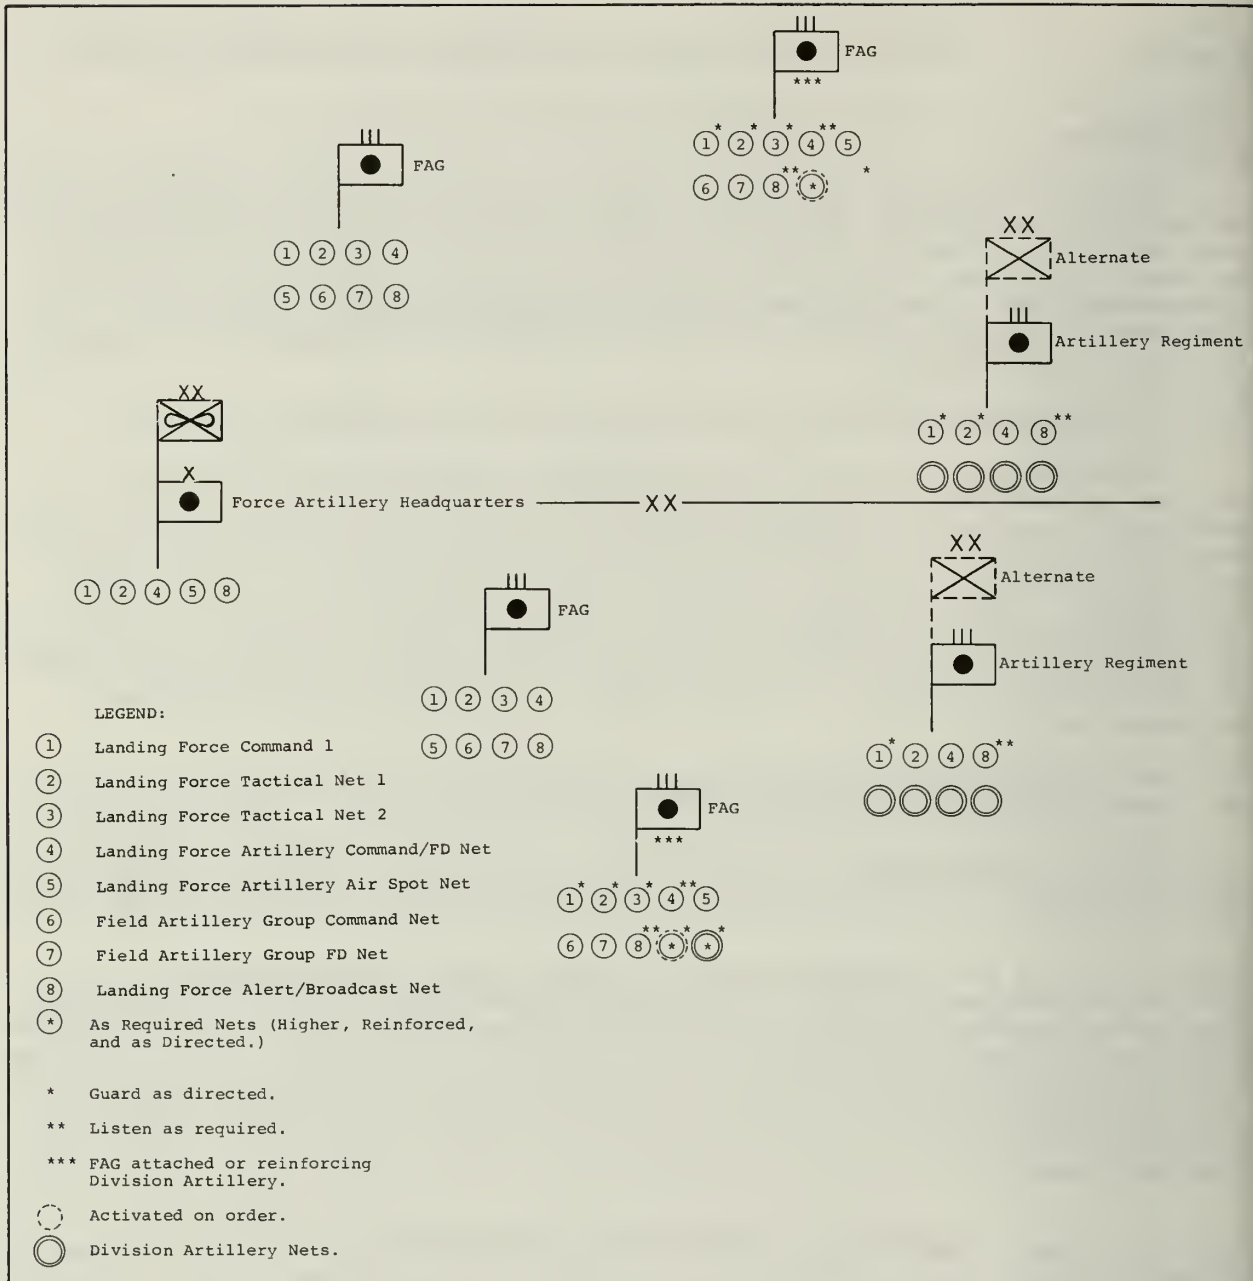 FAG
***
1* 2* 3* 4** 5
6 7 8** * *
FAG
1 2 3 4
5 6 7 8
XX
Alternate
Artillery Regiment
1* 2* 4 8**
XX
X
Force Artillery Headquarters XX
1 2 4 5 8
XX
Alternate
Artillery Regiment
1* 2 4 8**
FAG
1 2 3 4
5 6 7 8
FAG
***
1* 2* 3* 4** 5
6 7 8** * * * *
LEGEND:
1 Landing Force Command 1
2 Landing Force Tactical Net 1
3 Landing Force Tactical Net 2
4 Landing Force Artillery Command/FD Net
5 Landing Force Artillery Air Spot Net
6 Field Artillery Group Command Net
7 Field Artillery Group FD Net
8 Landing Force Alert/Broadcast Net
* As Required Nets (Higher, Reinforced,
and as Directed.)
* Guard as directed.
** Listen as required.
*** FAG attached or reinforcing
Division Artillery.
Activated on order.
Division Artillery Nets.